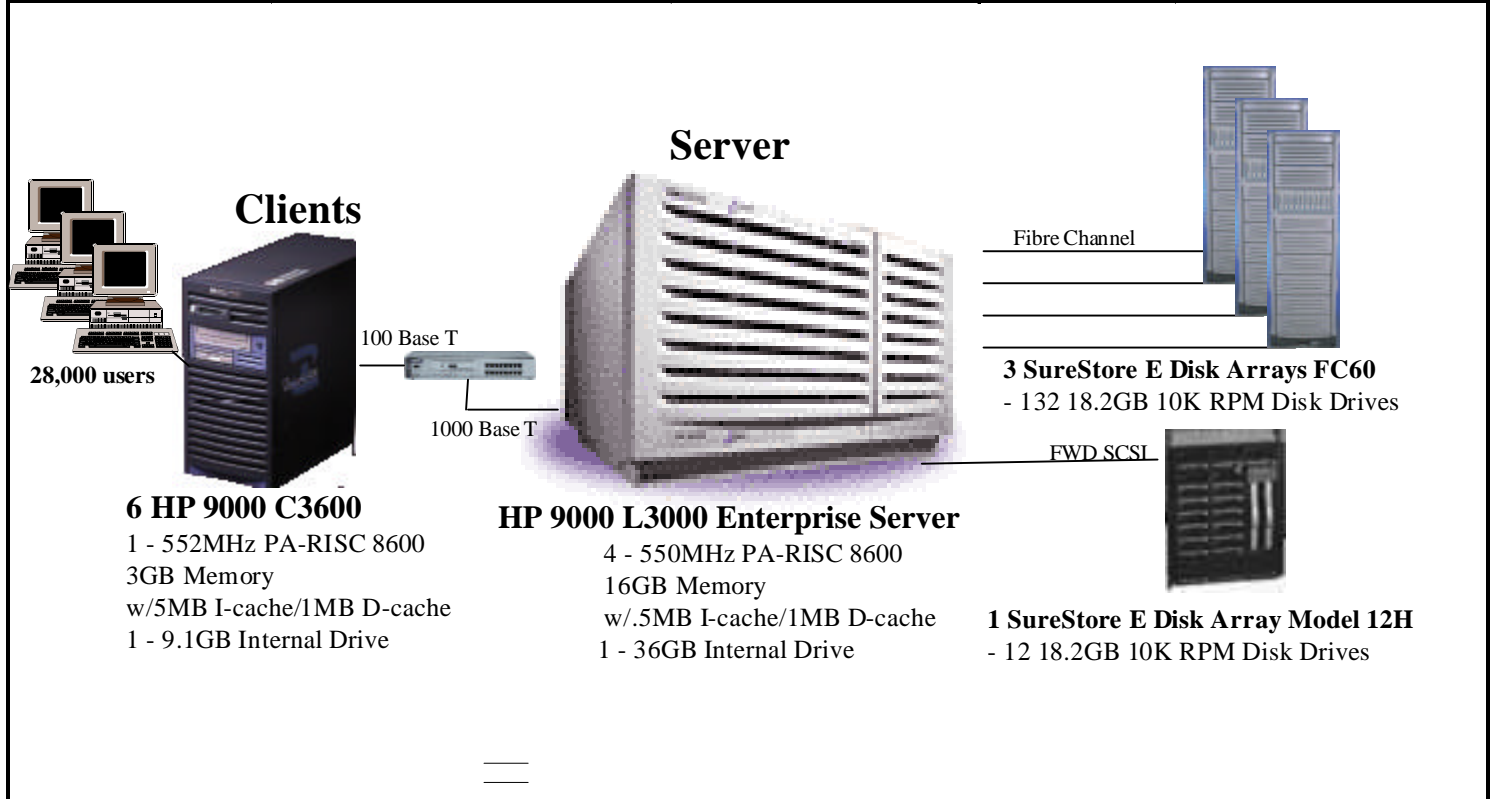 Server
Clients
Fibre Channel
100 Base T
28,000 users
1000 Base T
3 SureStore E Disk Arrays FC60
- 132 18.2GB 10K RPM Disk Drives
FWD SCSI
6 HP 9000 C3600
1 - 552MHz PA-RISC 8600
3GB Memory
w/5MB I-cache/1MB D-cache
1 - 9.1GB Internal Drive
HP 9000 L3000 Enterprise Server
4 - 550MHz PA-RISC 8600
16GB Memory
w/.5MB I-cache/1MB D-cache
1 - 36GB Internal Drive
1 SureStore E Disk Array Model 12H
- 12 18.2GB 10K RPM Disk Drives